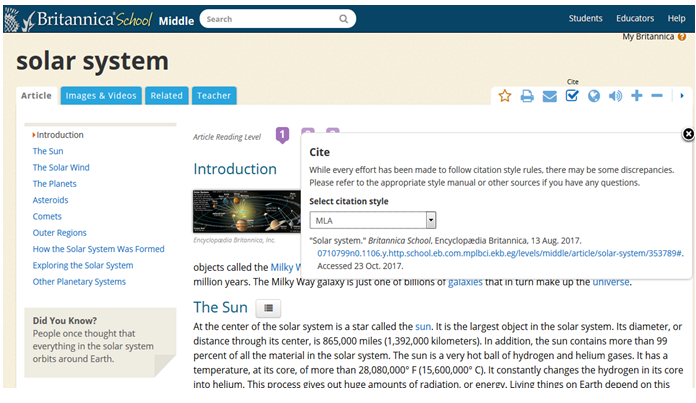 Britannica School Middle
Search
Students Educators Help
My Britannica ?
solar system
Article Images & Videos Related Teacher
Cite
Introduction
The Sun
The Solar Wind
The Planets
Asteroids
Comets
Outer Regions
How the Solar System Was Formed
Exploring the Solar System
Other Planetary Systems
Did You Know?
People once thought that
everything in the solar system
orbits around Earth.
Article Reading Level 1
Introduction
Encyclopædia Britannica, Inc.
Cite
While every effort has been made to follow citation style rules, there may be some discrepancies.
Please refer to the appropriate style manual or other sources if you have any questions.
Select citation style
MLA
"Solar system." Britannica School, Encyclopædia Britannica, 13 Aug. 2017.
0710799n0.1106.y.http.school.eb.com.mplbci.ekb.eg/levels/middle/article/solar-system/353789#.
Accessed 23 Oct. 2017.
objects called the Milky
million years. The Milky Way galaxy is just one of billions of galaxies that in turn make up the universe.
The Sun
At the center of the solar system is a star called the sun. It is the largest object in the solar system. Its diameter, or
distance through its center, is 865,000 miles (1,392,000 kilometers). In addition, the sun contains more than 99
percent of all the material in the solar system. The sun is a very hot ball of hydrogen and helium gases. It has a
temperature, at its core, of more than 28,080,000° F (15,600,000° C). It constantly changes the hydrogen in its core
into helium. This process gives out huge amounts of radiation, or energy. Living things on Earth depend on this